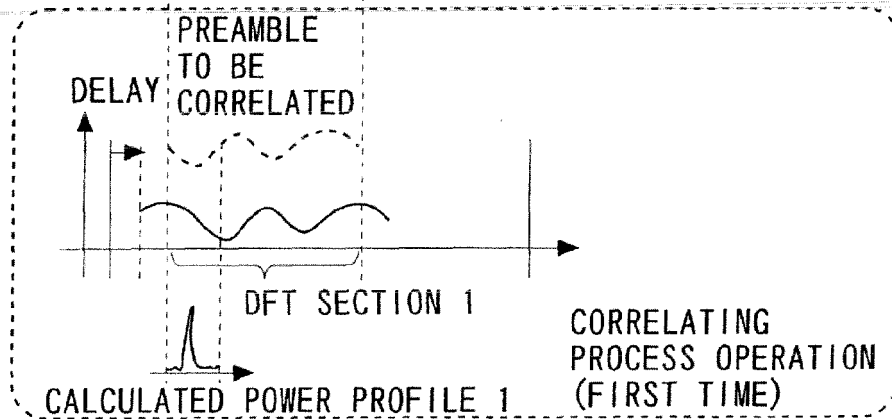 PREAMBLE
TO BE
CORRELATED
DELAY
DFT SECTION 1
CALCULATED POWER PROFILE 1
CORRELATING
PROCESS OPERATION
(FIRST TIME)